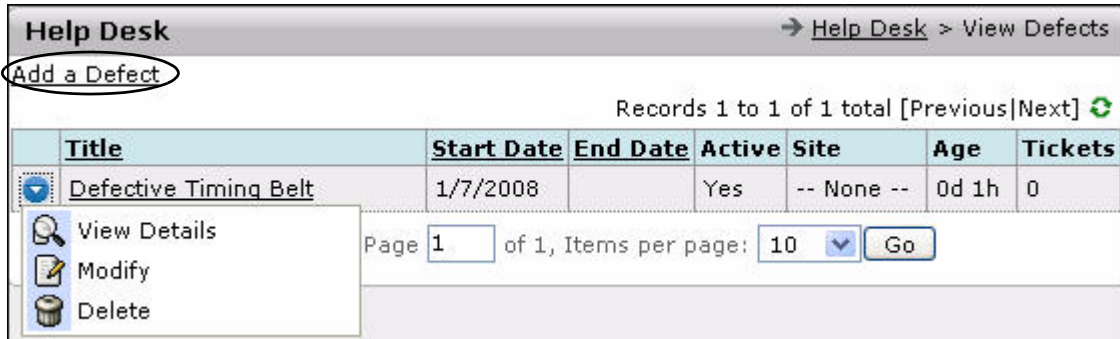 Help Desk
➔ Help Desk > View Defects
Add a Defect
Records 1 to 1 of 1 total [Previous|Next]
Title Start Date End Date Active Site Age Tickets
Defective Timing Belt 1/7/2008 Yes -- None -- 0d 1h 0
View Details
Page 1 of 1, Items per page: 10 Go
Modify
Delete